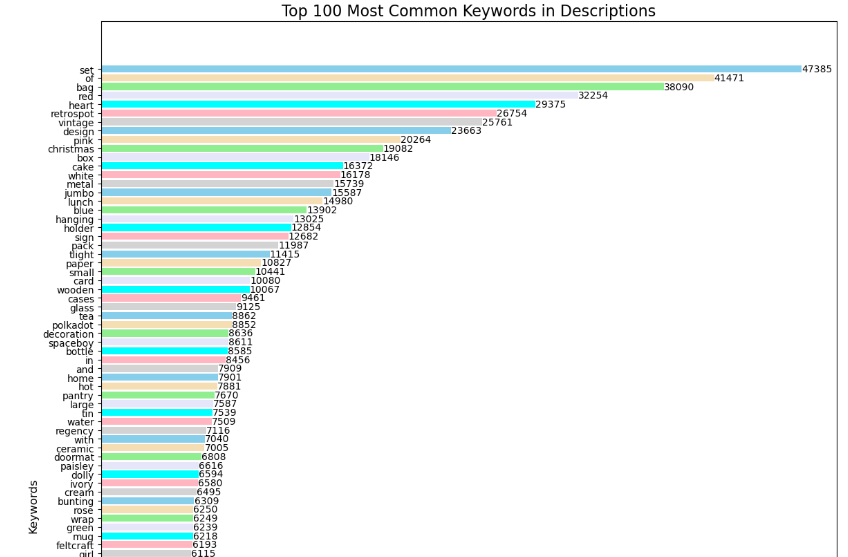 Top 100 Most Common Keywords in Descriptions
set 47385
of 41471
bag 38090
red 32254
heart 29375
retrospot 26754
vintage 25761
design 23663
pink 20264
christmas 19082
box 18146
cake 16372
white 16178
metal 15739
jumbo 15587
lunch 14980
blue 13902
hanging 13025
holder 12854
sign 12682
pack 11987
tlight 11415
paper 10827
small 10441
card 10080
wooden 10067
cases 9461
glass 9125
tea 8862
polkadot 8852
decoration 8636
spaceboy 8611
bottle 8585
in 8456
and 7909
home 7901
hot 7881
pantry 7670
large 7587
tin 7539
water 7509
regency 7116
with 7040
ceramic 7005
doormat 6808
paisley 6616
dolly 6594
ivory 6580
cream 6495
bunting 6309
rose 6250
wrap 6249
green 6239
mug 6218
feltcraft 6193
girl 6115
Keywords